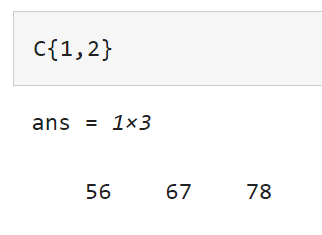 C{1,2}
ans = 1×3
56 67 78